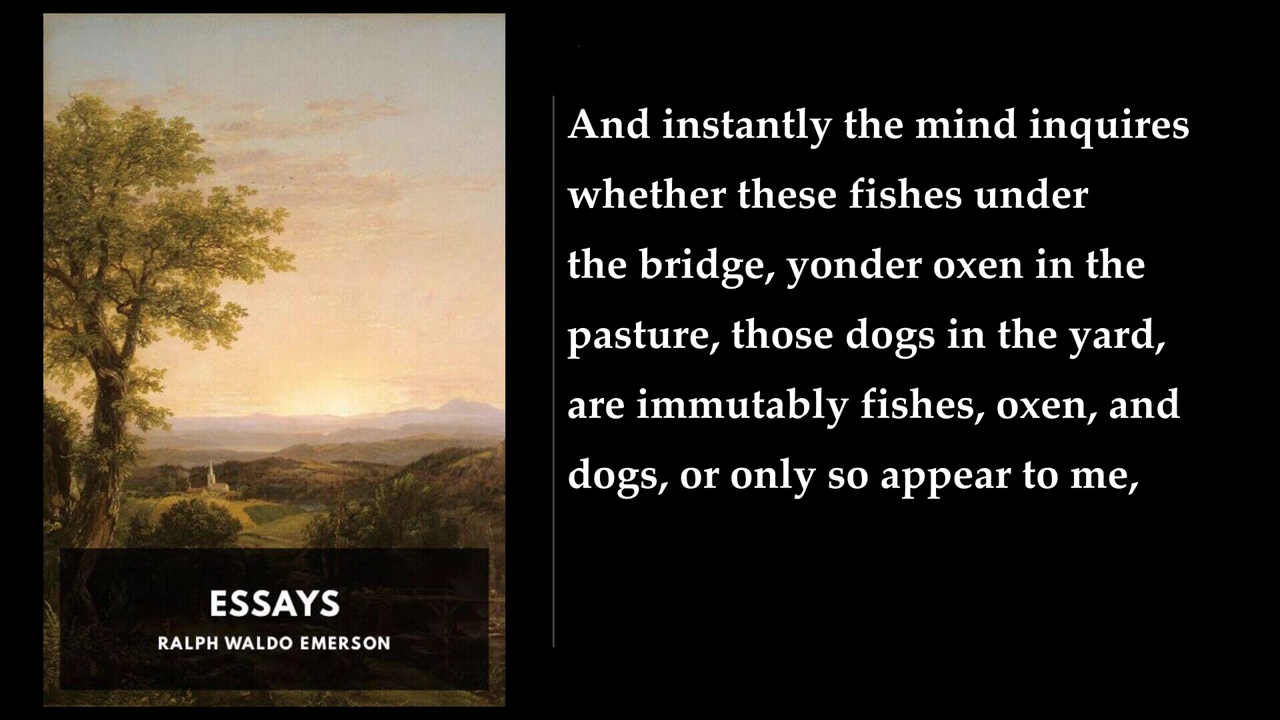 ESSAYS
RALPH WALDO EMERSON
And instantly the mind inquires
whether these fishes under
the bridge, yonder oxen in the
pasture, those dogs in the yard,
are immutably fishes, oxen, and
dogs, or only so appear to me,